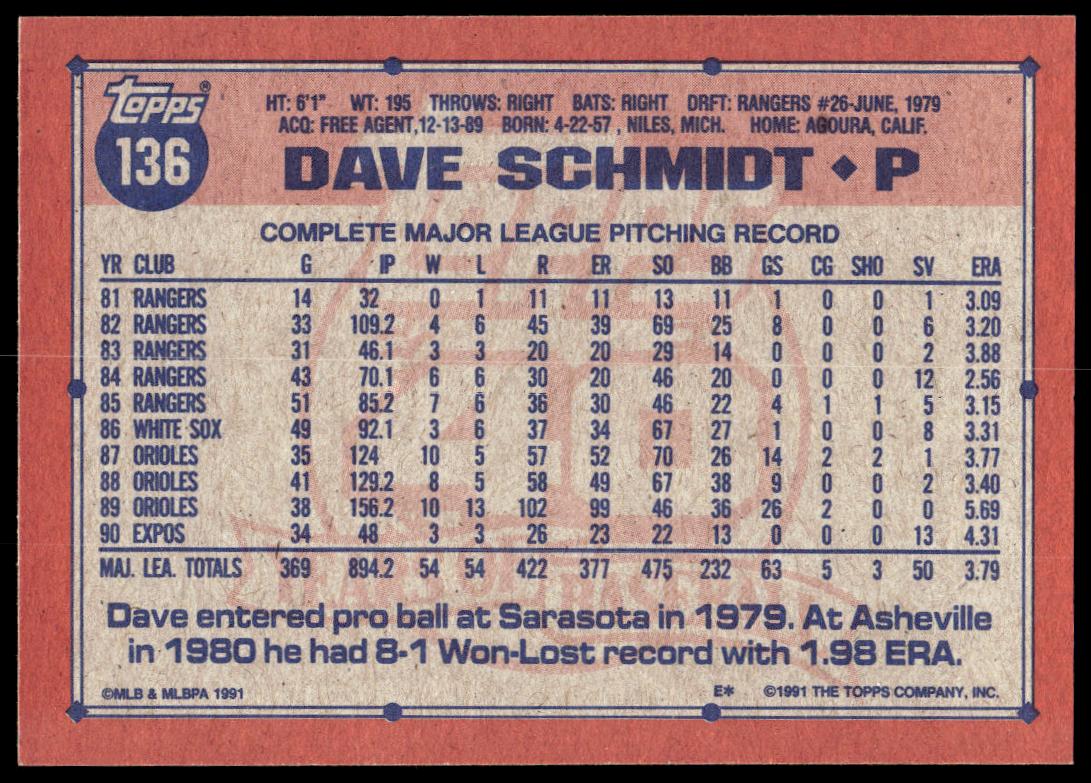 topps®
136
HT: 6'1" WT: 195 THROWS: RIGHT BATS: RIGHT DRFT: RANGERS #26-JUNE, 1979
ACQ: FREE AGENT,12-13-89 BORN: 4-22-57 , NILES, MICH. HOME: AGOURA, CALIF.
DAVE SCHMIDT ◆ P
COMPLETE MAJOR LEAGUE PITCHING RECORD
YR CLUB G IP W L R ER SO BB GS CG SHO SV ERA
81 RANGERS 14 32 0 1 11 11 13 11 1 0 0 1 3.09
82 RANGERS 33 109.2 4 6 45 39 69 25 8 0 0 6 3.20
83 RANGERS 31 46.1 3 3 20 20 29 14 0 0 0 2 3.88
84 RANGERS 43 70.1 6 6 30 20 46 20 0 0 0 12 2.56
85 RANGERS 51 85.2 7 6 36 30 46 22 4 1 1 5 3.15
86 WHITE SOX 49 92.1 3 6 37 34 67 27 1 0 0 8 3.31
87 ORIOLES 35 124 10 5 57 52 70 26 14 2 2 1 3.77
88 ORIOLES 41 129.2 8 5 58 49 67 38 9 0 0 2 3.40
89 ORIOLES 38 156.2 10 13 102 99 46 36 26 2 0 0 5.69
90 EXPOS 34 48 3 3 26 23 22 13 0 0 0 13 4.31
MAJ. LEA. TOTALS 369 894.2 54 54 422 377 475 232 63 5 3 50 3.79
Dave entered pro ball at Sarasota in 1979. At Asheville
in 1980 he had 8-1 Won-Lost record with 1.98 ERA.
©MLB & MLBPA 1991 E* ©1991 THE TOPPS COMPANY, INC.